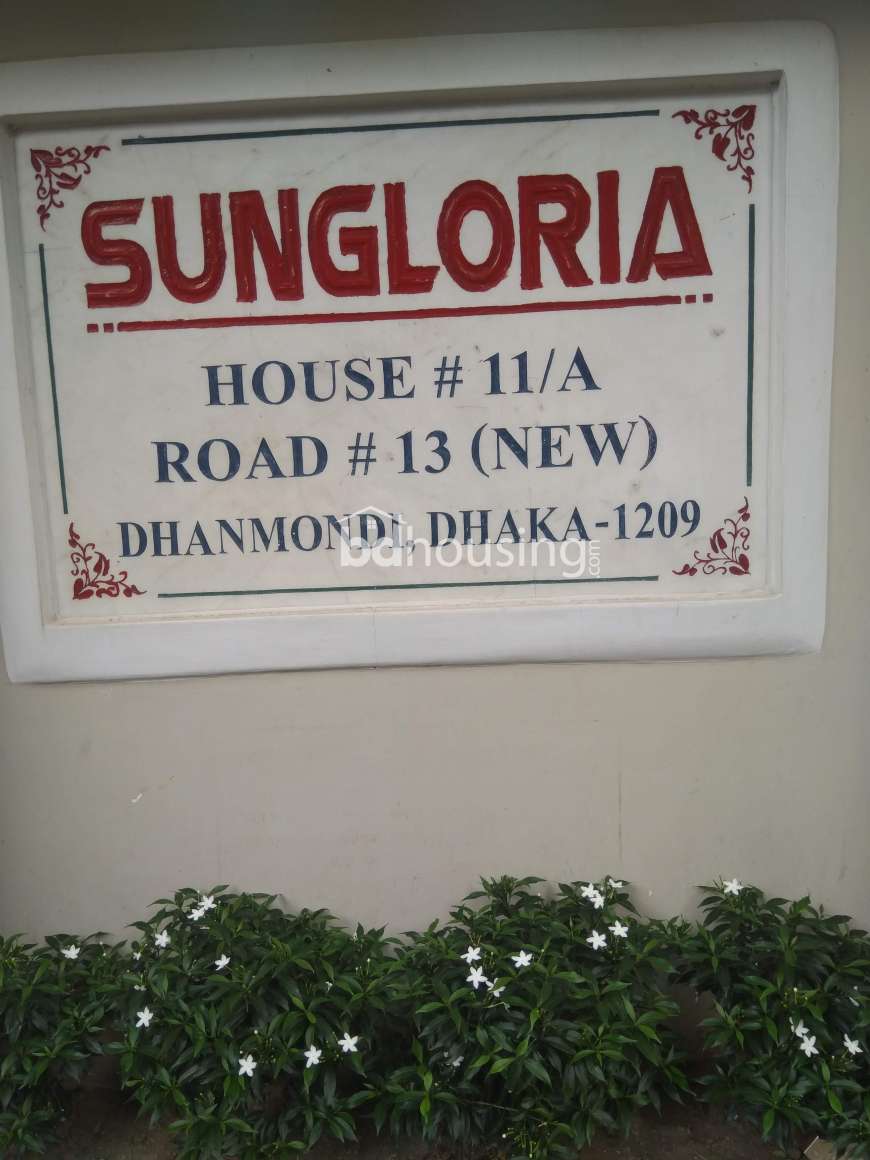 SUNGLORIA
HOUSE # 11/A
ROAD # 13 (NEW)
DHANMONDI, DHAKA-1209
bdhousing.com